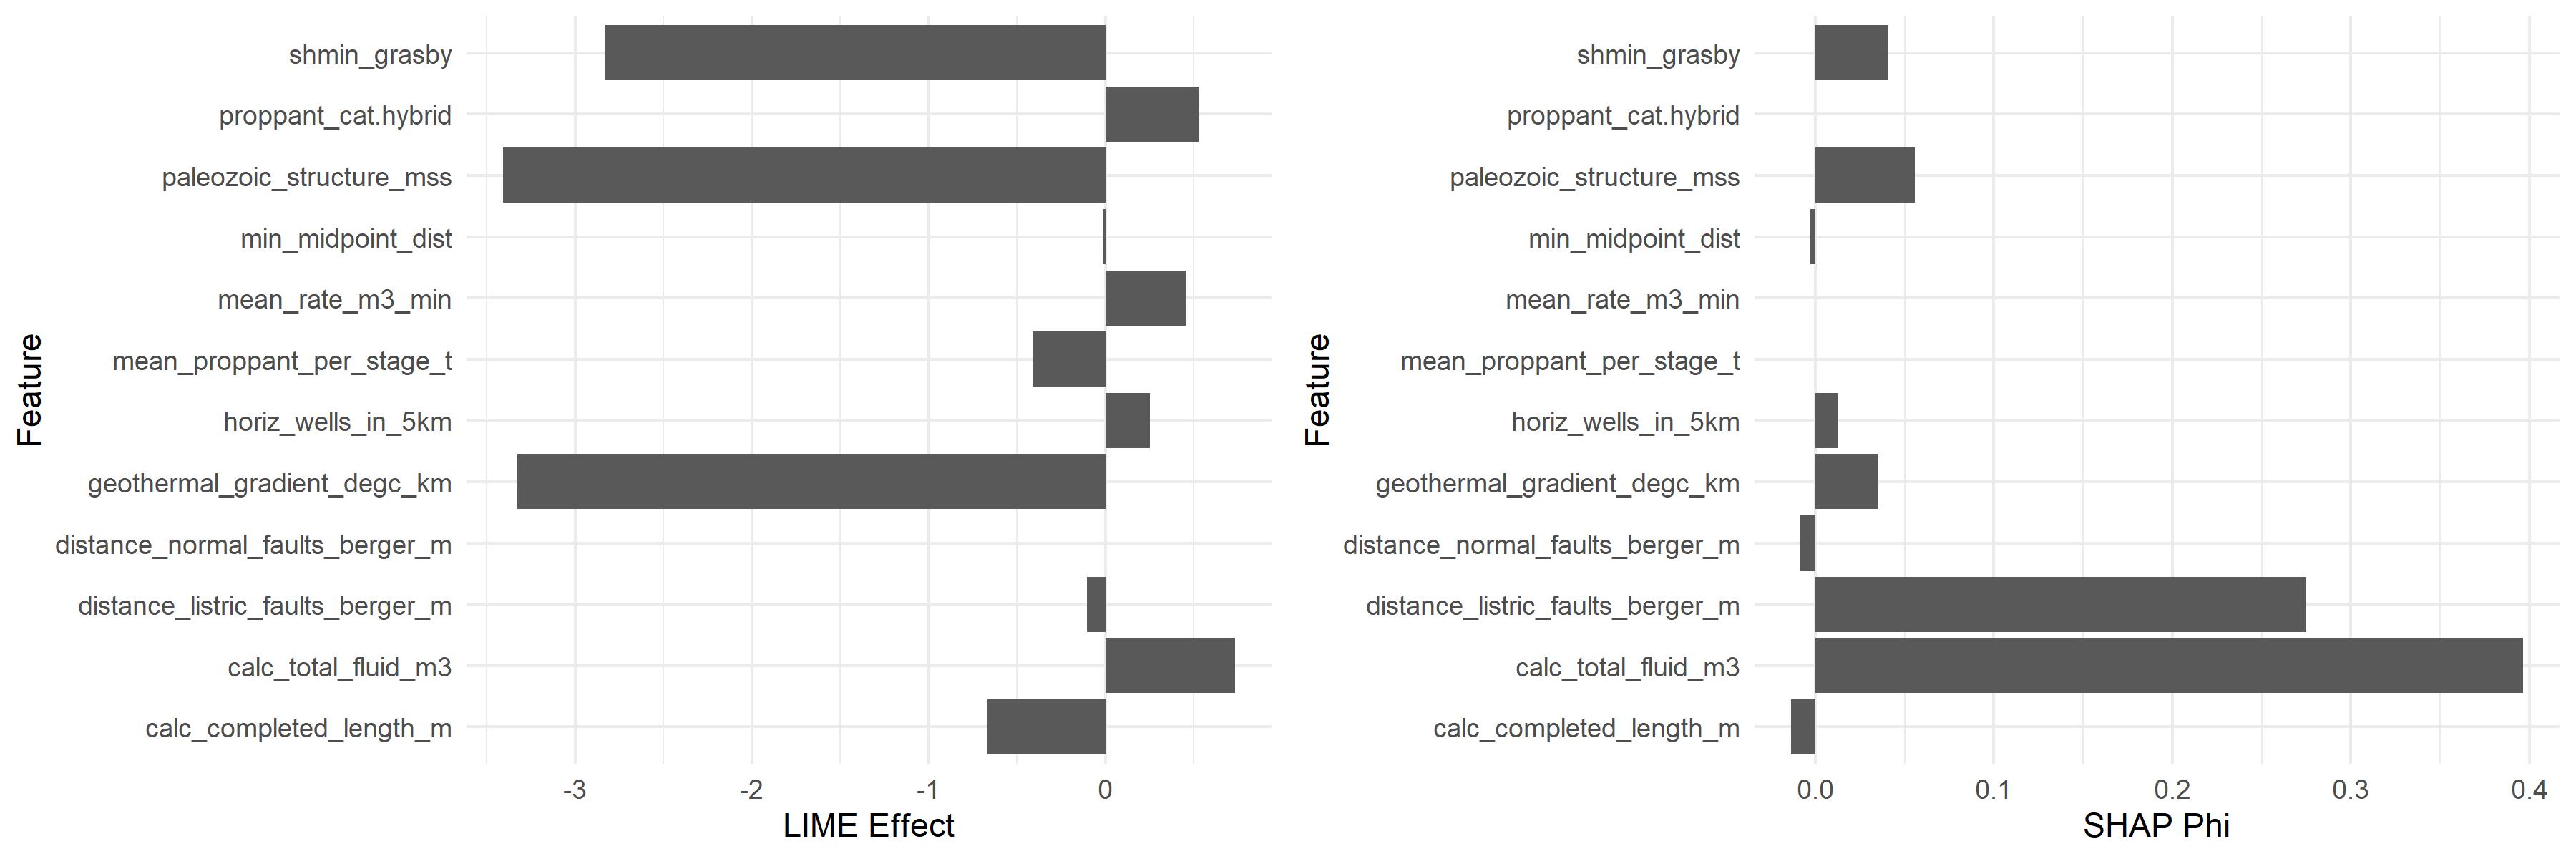 Feature
shmin_grasby
proppant_cat.hybrid
paleozoic_structure_mss
min_midpoint_dist
mean_rate_m3_min
mean_proppant_per_stage_t
horiz_wells_in_5km
geothermal_gradient_degc_km
distance_normal_faults_berger_m
distance_listric_faults_berger_m
calc_total_fluid_m3
calc_completed_length_m
-3 -2 -1 0
LIME Effect
Feature
shmin_grasby
proppant_cat.hybrid
paleozoic_structure_mss
min_midpoint_dist
mean_rate_m3_min
mean_proppant_per_stage_t
horiz_wells_in_5km
geothermal_gradient_degc_km
distance_normal_faults_berger_m
distance_listric_faults_berger_m
calc_total_fluid_m3
calc_completed_length_m
0.0 0.1 0.2 0.3 0.4
SHAP Phi